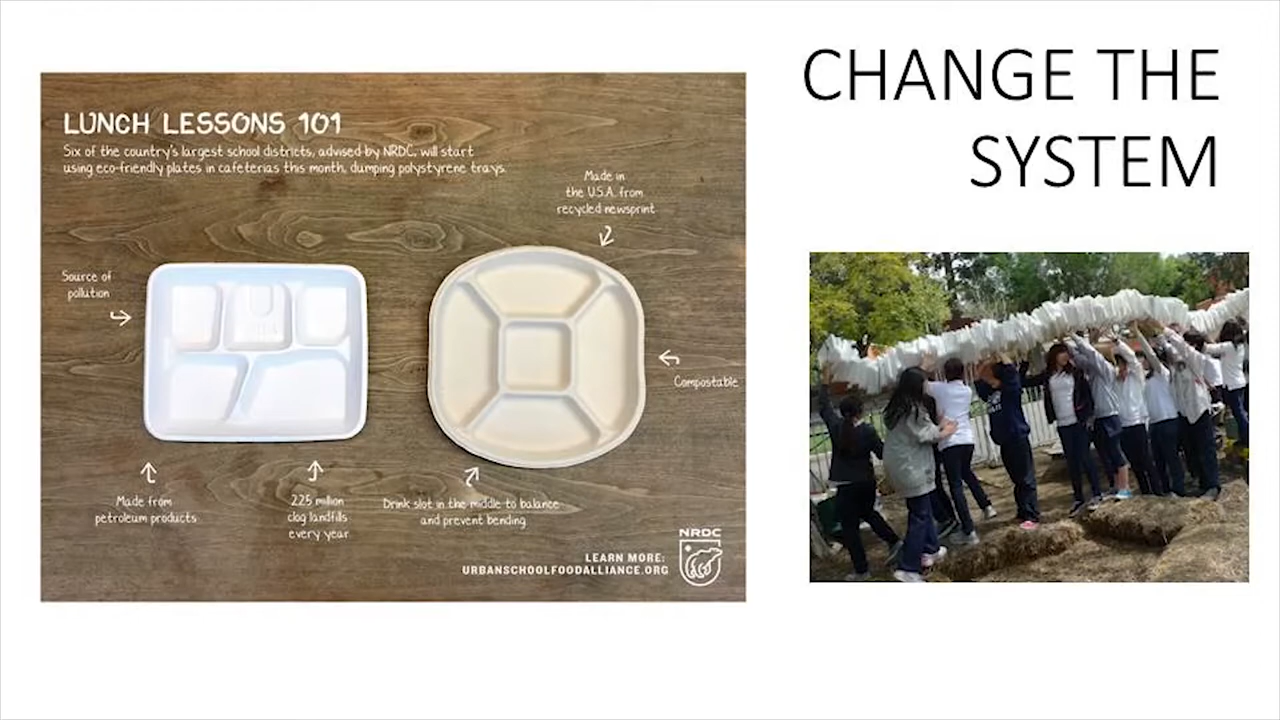 CHANGE THE
SYSTEM
LUNCH LESSONS 101
Six of the country's largest school districts, advised by NRDC, will start
using eco-friendly plates in cafeterias this month, dumping polystyrene trays.
Made in
the U.S.A. from
recycled newsprint
Source of
pollution
Compostable
Made from
petroleum products
225 million
clog landfills
every year
Drink slot in the middle to balance
and prevent bending
LEARN MORE:
URBANSCHOOLFOODALLIANCE.ORG
NRDC